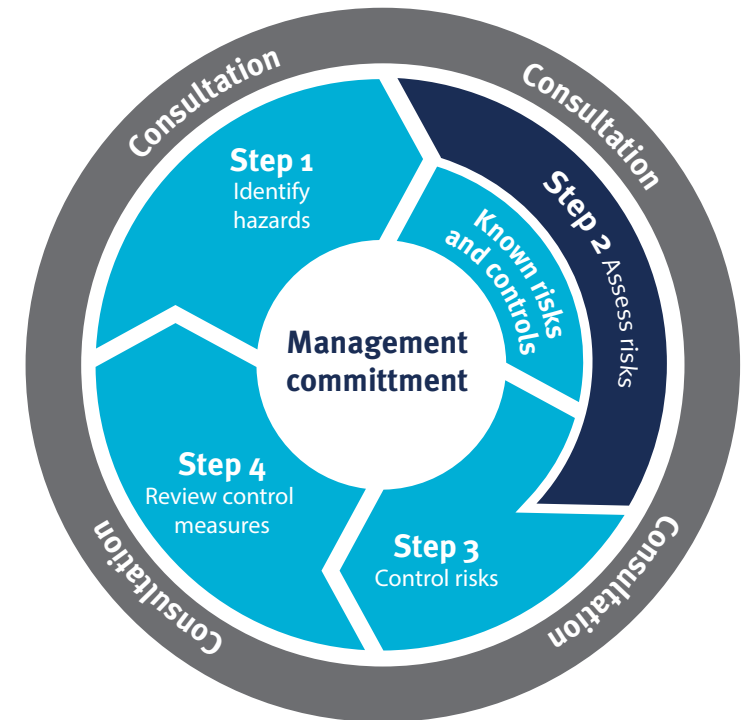 Consultation
Consultation
Step 1
Identify
hazards
Step 2 Assess risks
Known risks
and controls
Management
committment
Step 4
Review control
measures
Step 3
Control risks
Consultation
Consultation